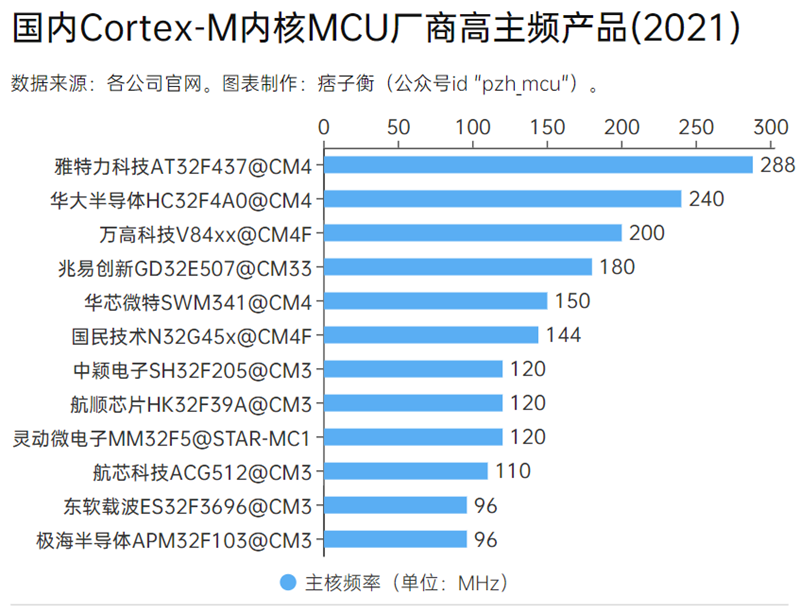 国内Cortex-M内核MCU厂商高主频产品(2021)
数据来源：各公司官网。图表制作：痞子衡（公众号id "pzh_mcu"）。
0 50 100 150 200 250 300
雅特力科技AT32F437@CM4 288
华大半导体HC32F4A0@CM4 240
万高科技V84xx@CM4F 200
兆易创新GD32E507@CM33 180
华芯微特SWM341@CM4 150
国民技术N32G45x@CM4F 144
中颖电子SH32F205@CM3 120
航顺芯片HK32F39A@CM3 120
灵动微电子MM32F5@STAR-MC1 120
航芯科技ACG512@CM3 110
东软载波ES32F3696@CM3 96
极海半导体APM32F103@CM3 96
主核频率（单位：MHz）